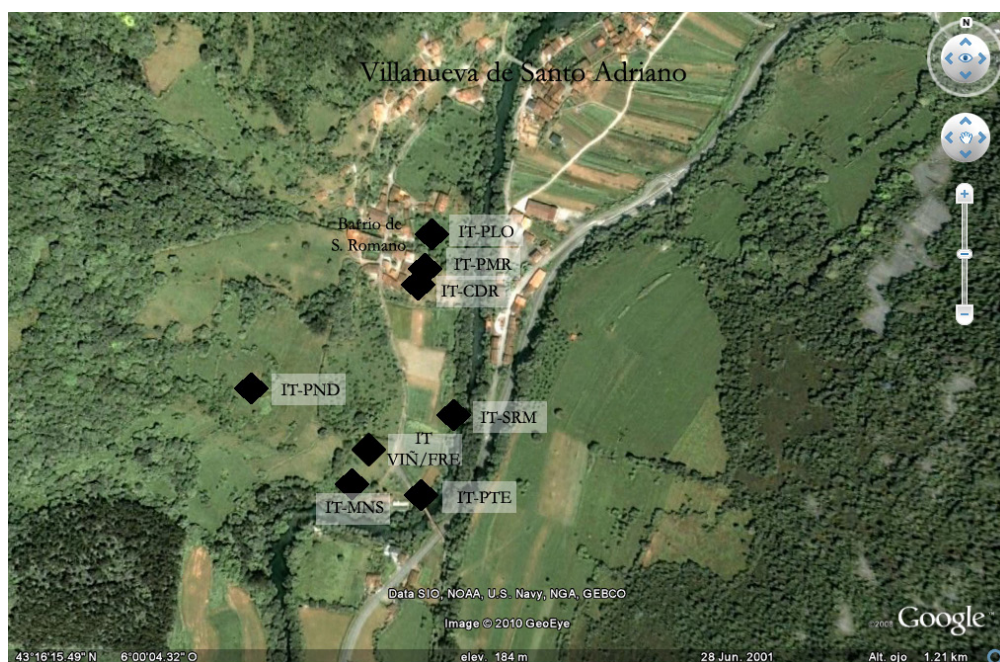 N
Villanueva de Santo Adriano
Barrio de
S. Romano
IT-PLO
IT-PMR
IT-CDR
IT-PND
IT-SRM
IT
VIÑ/FRE
IT-MNS
IT-PTE
Data SIO, NOAA, U.S. Navy, NGA, GEBCO
Image © 2010 GeoEye
©2009 Google
43°16'15.49" N 6°00'04.32" O elev. 184 m 28 Jun. 2001 Alt. ojo 1.21 km